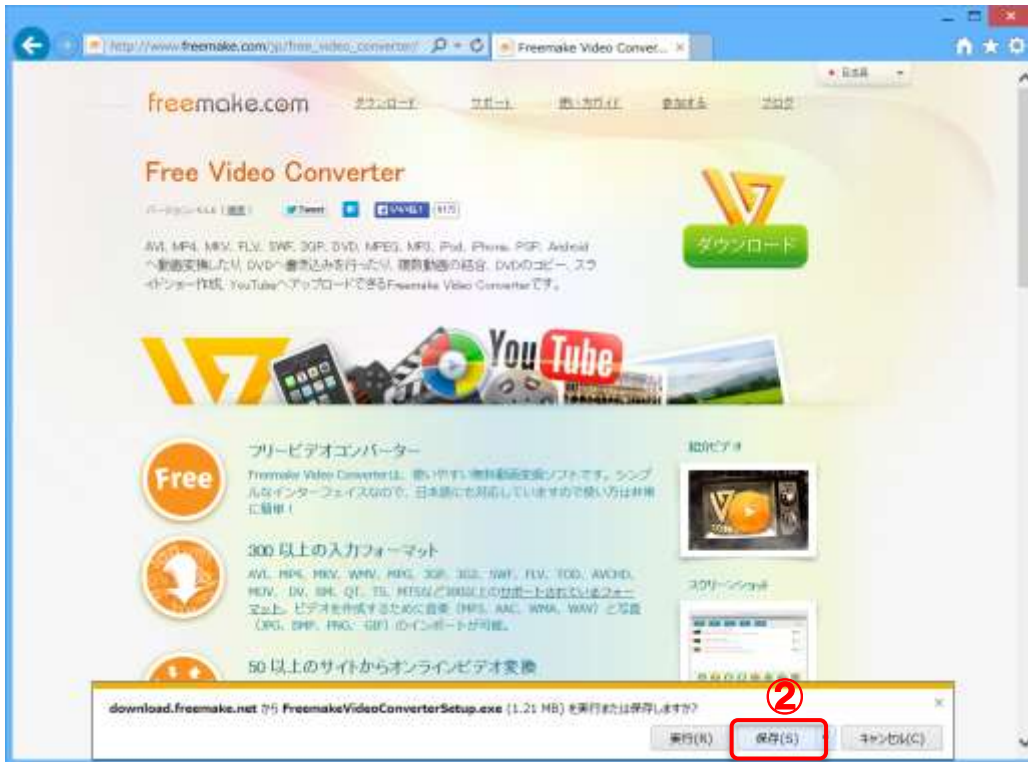 http://www.freemake.com/jp/free_video_converter/
Freemake Video Conver...
日本語
freemake.com
ダウンロード サポート 使い方ガイド 参加する ブログ
Free Video Converter
Tweet
ダウンロード
AVI, MP4, MKV, FLV, SWF, 3GP, DVD, MPEG, MP3, iPod, iPhone, PSP, Android
へ動画変換したり, DVDへ書き込みを行ったり, 複数動画の結合, DVDのコピー、スラ
イドショー作成, YouTubeへアップロードできるFreemake Video Converterです。
You Tube
Free
フリービデオコンバーター
Freemake Video Converterは、使いやすい無料動画変換ソフトです。シンプ
ルなインターフェイスなので、日本語にも対応していますので使い方は非常
に簡単！
紹介ビデオ
300 以上の入力フォーマット
AVI, MP4, MKV, WMV, MPG, 3GP, 3G2, SWF, FLV, TOD, AVCHD,
MOV, DV, RM, QT, TS, MTSなど300以上のサポートされているフォー
マット。ビデオを作成するために音楽 (MP3, AAC, WMA, WAV) と写真
(JPG, BMP, PNG, GIF) のインポートが可能。
スクリーンショット
50 以上のサイトからオンラインビデオ変換
②
download.freemake.net から FreemakeVideoConverterSetup.exe (1.21 MB) を実行または保存しますか?
実行(R) 保存(S) キャンセル(C)